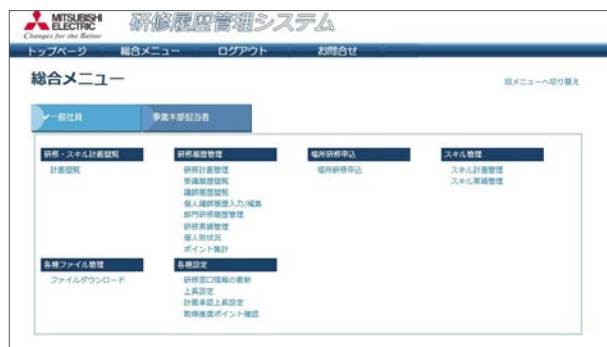 MITSUBISHI
ELECTRIC
Changes for the Better
研修履歴管理システム
トップページ 総合メニュー ログアウト お問合せ
総合メニュー
旧メニューへ切り替え
一般社員 事業本部担当者
研修・スキル計画閲覧
計画閲覧
研修履歴管理
研修計画管理
受講履歴閲覧
講師履歴閲覧
個人講師履歴入力/編集
部門研修履歴管理
研修実績管理
個人別状況
ポイント集計
場所研修申込
場所研修申込
スキル管理
スキル計画管理
スキル実績管理
各種ファイル管理
ファイルダウンロード
各種設定
研修窓口情報の更新
上長設定
計画承認上長設定
取得推奨ポイント確認